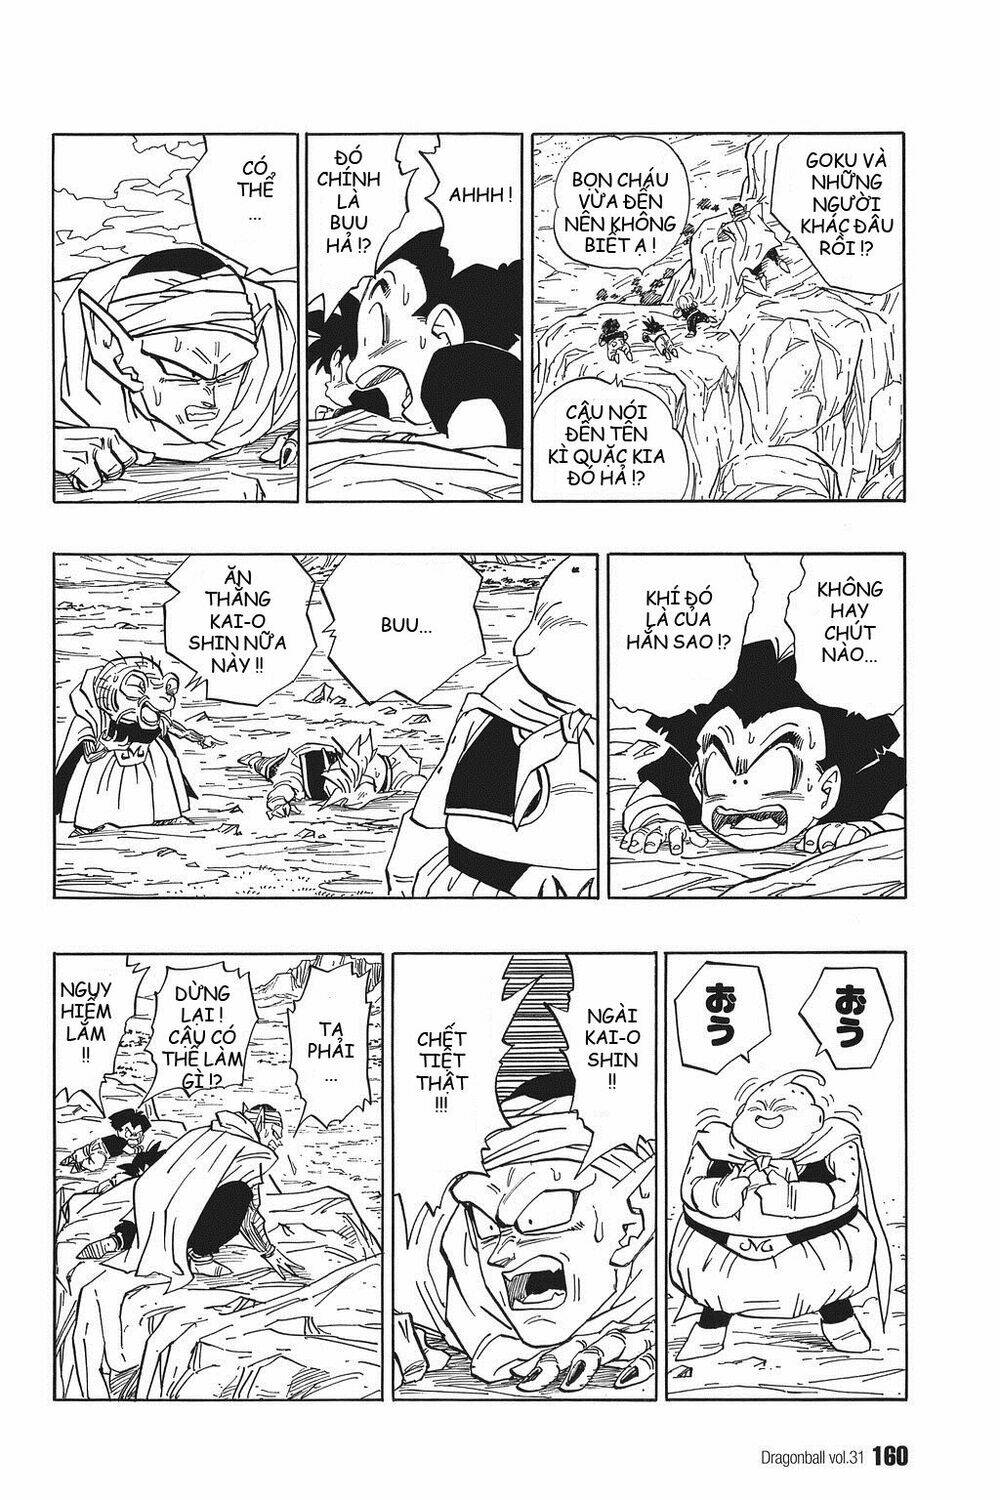 GOKU VÀ
NHỮNG
NGƯỜI
KHÁC ĐÂU
RỒI !?
BỌN CHÁU
VỪA ĐẾN
NÊN KHÔNG
BIẾT Ạ !
CẬU NÓI
ĐẾN TÊN
KÌ QUẶC KIA
ĐÓ HẢ !?
AHHH !
ĐÓ
CHÍNH
LÀ
BUU
HẢ !?
CÓ
THỂ
...
KHÔNG
HAY
CHÚT
NÀO...
KHÍ ĐÓ
LÀ CỦA
HẮN SAO !?
BUU...
ĂN
THẰNG
KAI-O
SHIN NỮA
NÀY !!
おう
おう
NGÀI
KAI-O
SHIN !!
CHẾT
TIỆT
THẬT
!!!
TA
PHẢI
...
DỪNG
LẠI !
CẬU CÓ
THỂ LÀM
GÌ !?
NGUY
HIỂM
LẮM
!!
Dragonball vol.31 160